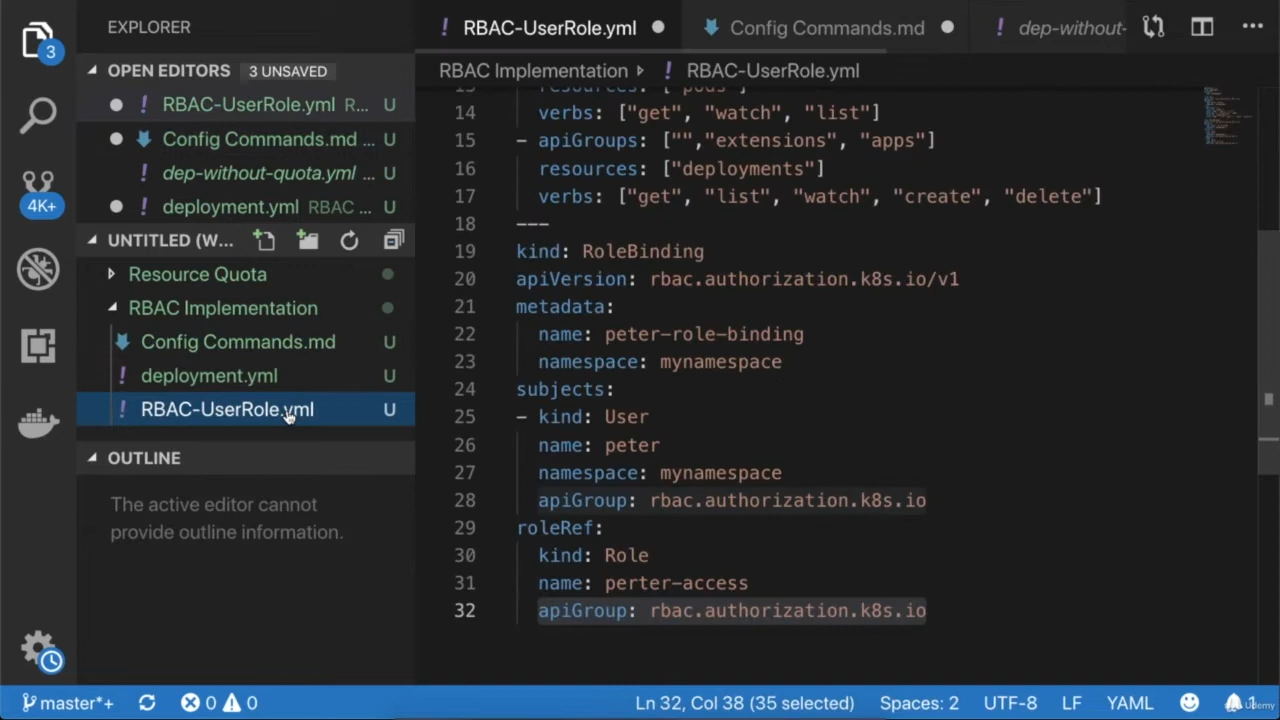 EXPLORER
3
OPEN EDITORS 3 UNSAVED
RBAC-UserRole.yml R... U
Config Commands.md ... U
dep-without-quota.yml ... U
deployment.yml RBAC ... U
4K+
UNTITLED (W...
Resource Quota
RBAC Implementation
Config Commands.md U
deployment.yml U
RBAC-UserRole.yml U
OUTLINE
The active editor cannot
provide outline information.
RBAC-UserRole.yml
Config Commands.md
dep-without-
...
RBAC Implementation
RBAC-UserRole.yml
14 verbs: ["get", "watch", "list"]
15 - apiGroups: ["","extensions", "apps"]
16 resources: ["deployments"]
17 verbs: ["get", "list", "watch", "create", "delete"]
18 ---
19 kind: RoleBinding
20 apiVersion: rbac.authorization.k8s.io/v1
21 metadata:
22 name: peter-role-binding
23 namespace: mynamespace
24 subjects:
25 - kind: User
26 name: peter
27 namespace: mynamespace
28 apiGroup: rbac.authorization.k8s.io
29 roleRef:
30 kind: Role
31 name: perter-access
32 apiGroup: rbac.authorization.k8s.io
master*+ 0 0 Ln 32, Col 38 (35 selected) Spaces: 2 UTF-8 LF YAML 1
Udemy